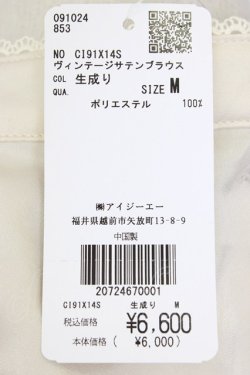 091024
853
NO CI91X14S
ヴィンテージサテンブラウス
COL 生成り
QUA. SIZE M
ポリエステル 100%
㈱アイジーエー
福井県越前市矢放町13-8-9
中国製
20724670001
CI91X14S 生成り M
税込価格 ¥6,600
本体価格 ( ¥6,000)